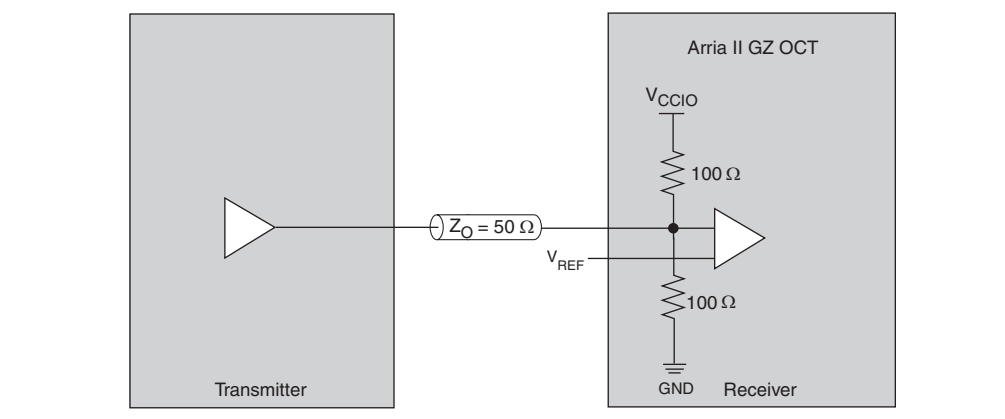 Arria II GZ OCT
VCCIO
100 Ω
ZO = 50 Ω
VREF
100 Ω
GND
Transmitter
Receiver